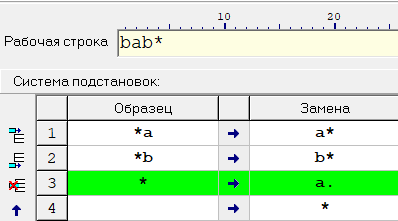 10 20
Рабочая строка bab*
Система подстановок:
Образец Замена
1 *a a*
2 *b b*
3 * a.
4 *